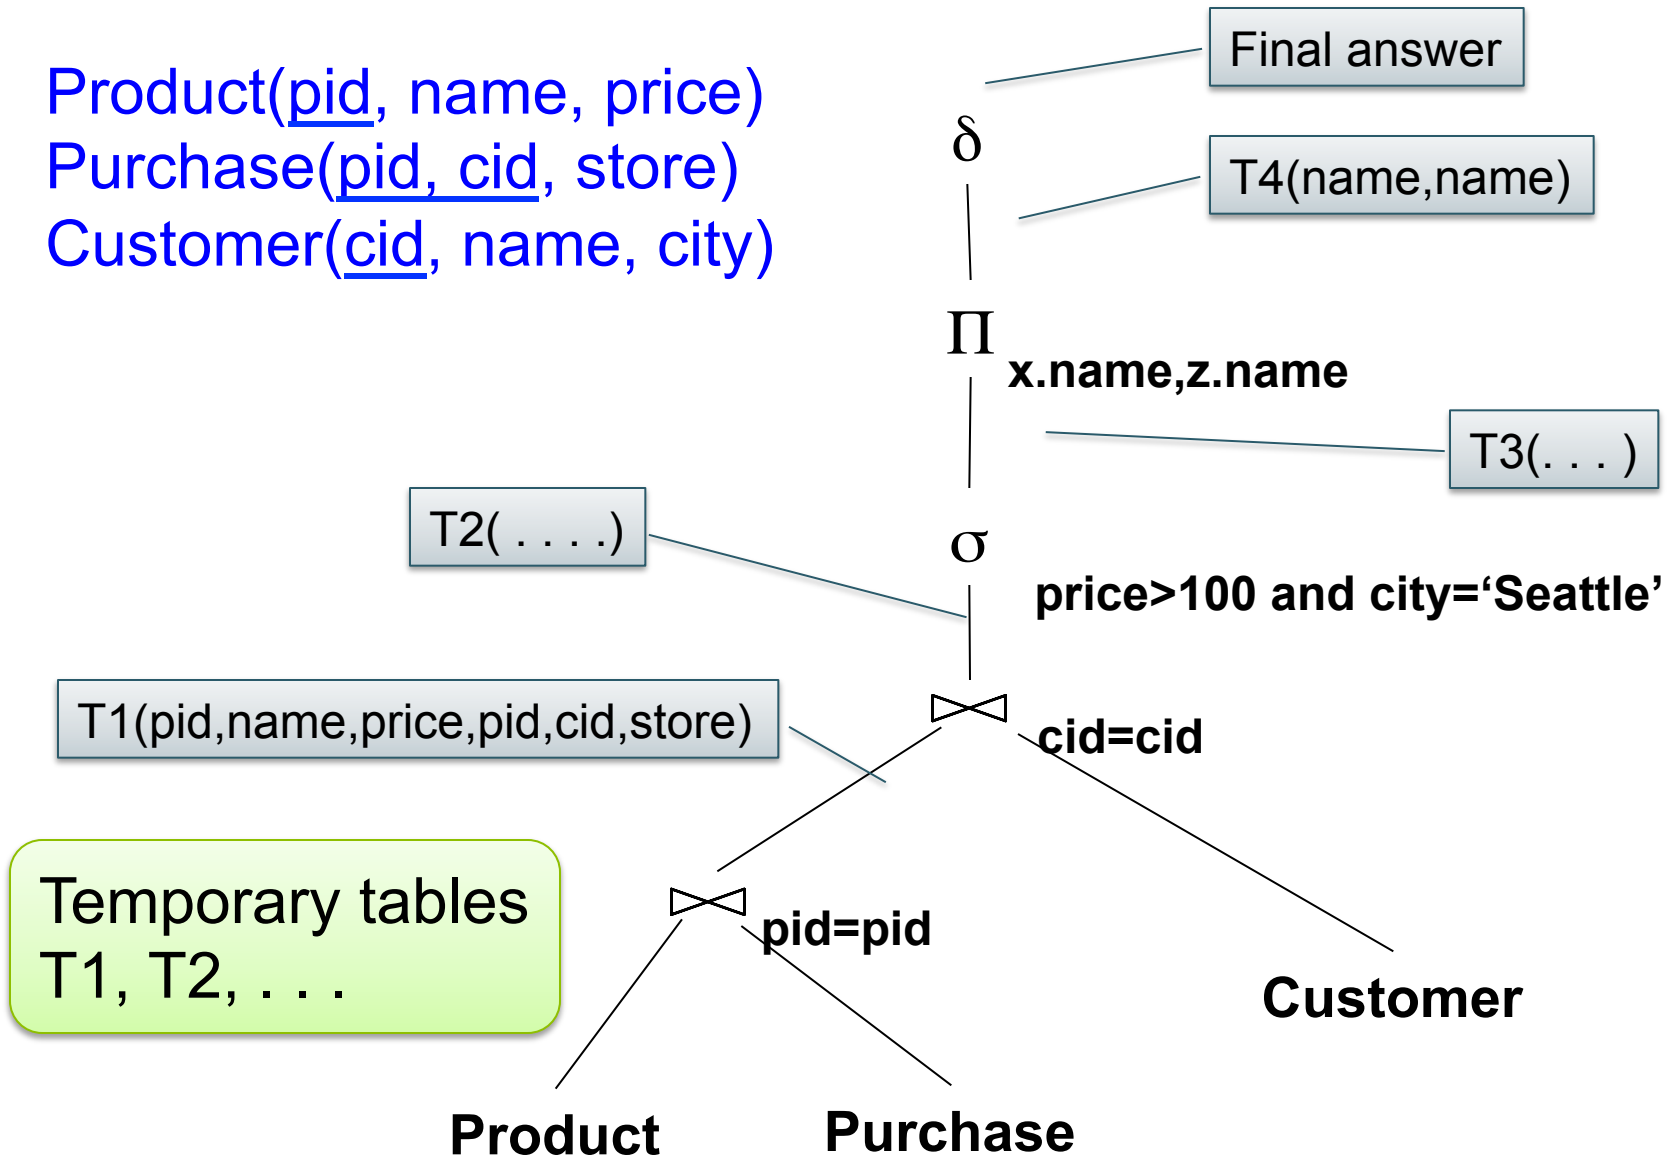 Product(pid, name, price)
Purchase(pid, cid, store)
Customer(cid, name, city)
Final answer
δ
T4(name,name)
Π
x.name,z.name
T3(. . . )
T2( . . . .)
σ
price>100 and city=‘Seattle’
T1(pid,name,price,pid,cid,store)
cid=cid
Temporary tables
T1, T2, . . .
pid=pid
Customer
Product
Purchase